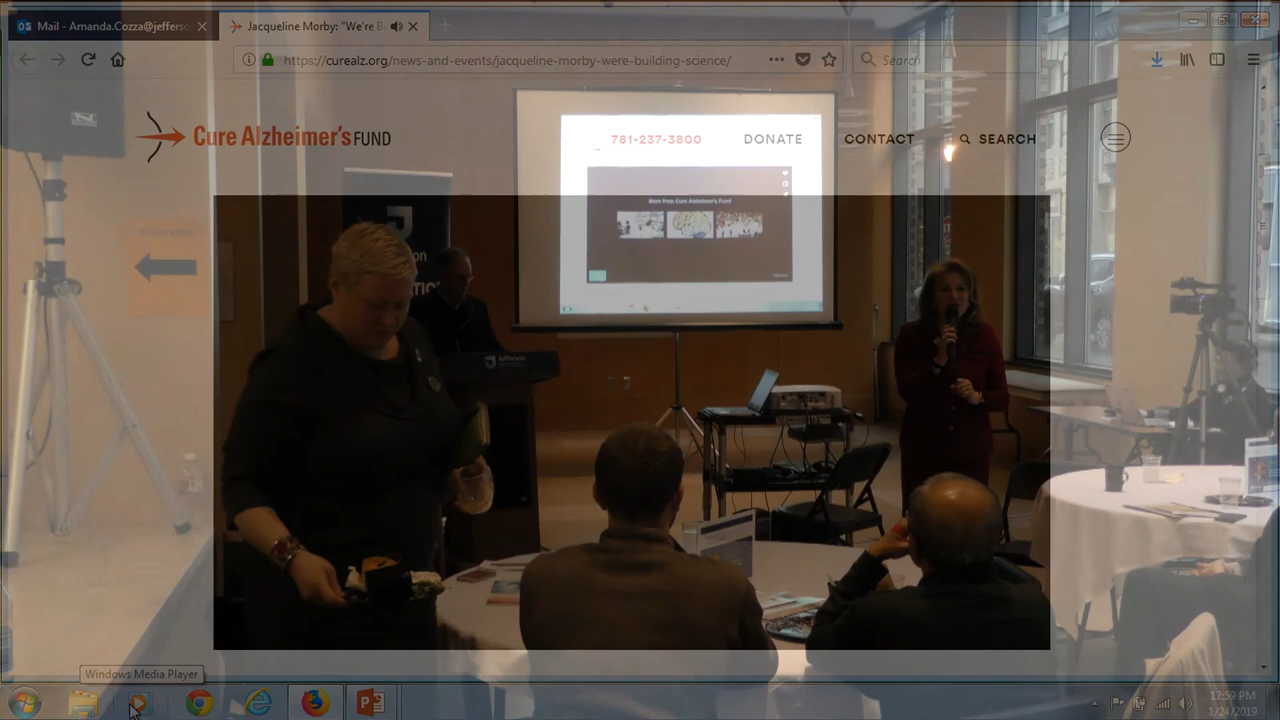 Mail - Amanda.Cozza@jefferso
Jacqueline Morby: "We're B
https://curealz.org/news-and-events/jacqueline-morby-were-building-science/
Search
Cure Alzheimer's FUND
781-237-3800
DONATE
CONTACT
SEARCH
More from Cure Alzheimer's Fund
Jefferson
Windows Media Player
12:59 PM
1/24/2019